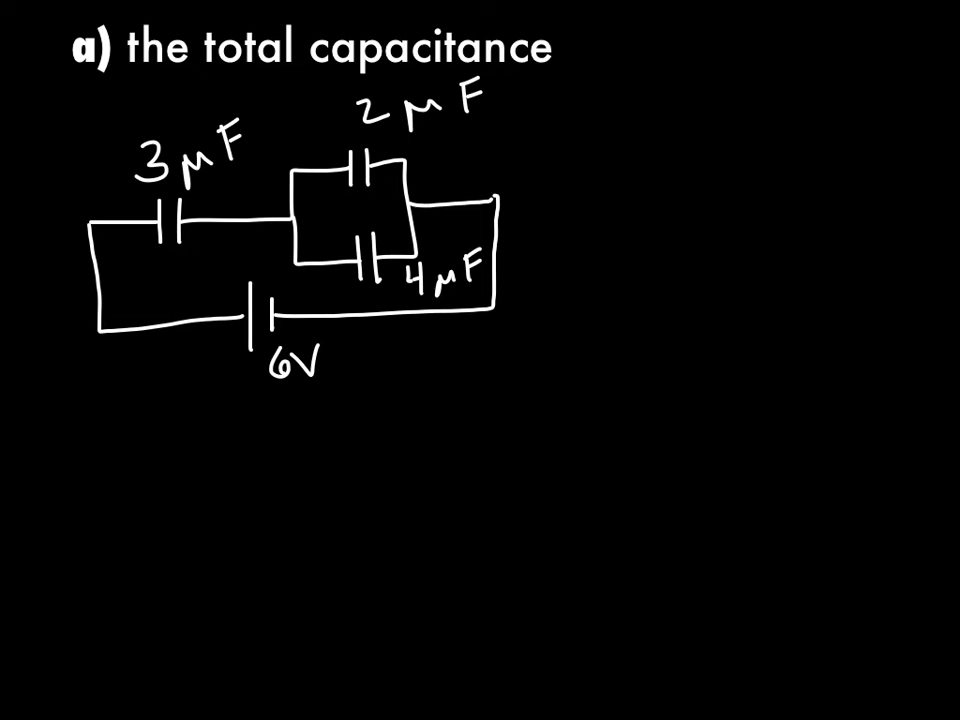 a) the total capacitance
2 μF
3 μF
4 μF
6V